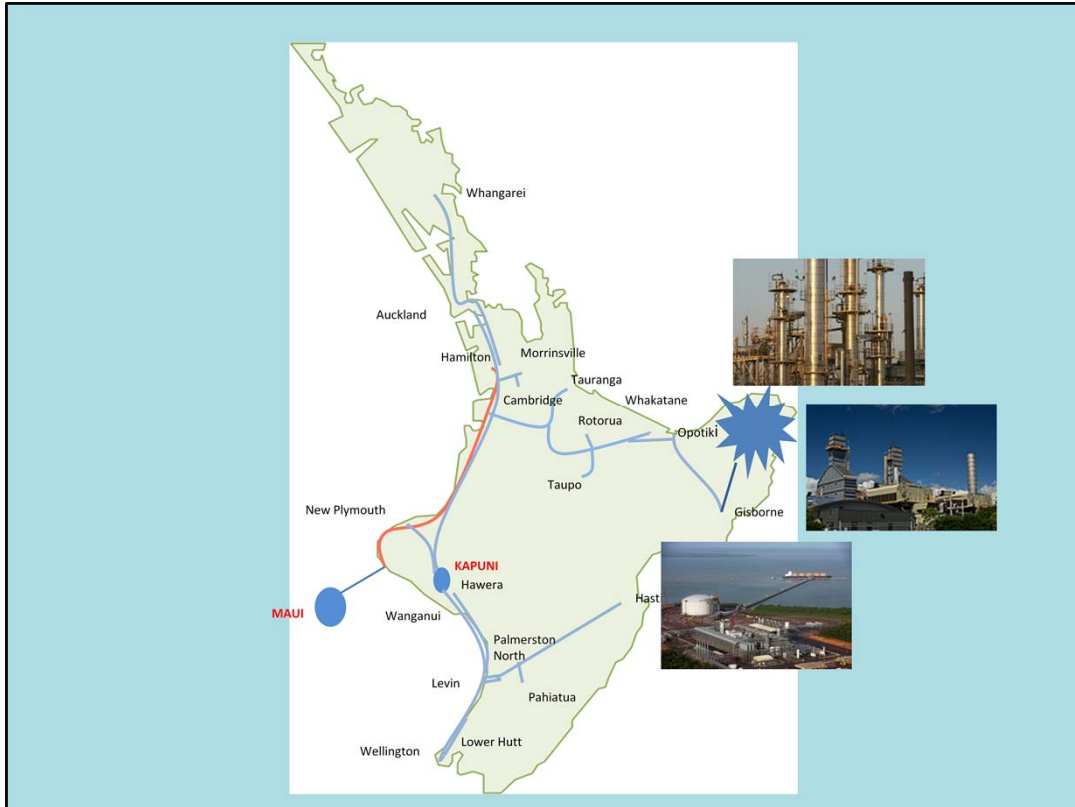 Whangarei
Auckland
Hamilton
Morrinsville
Tauranga
Cambridge
Whakatane
Rotorua
Opotiki
Taupo
New Plymouth
Gisborne
KAPUNI
Hawera
MAUI
Wanganui
Hast
Palmerston
North
Levin
Pahiatua
Lower Hutt
Wellington